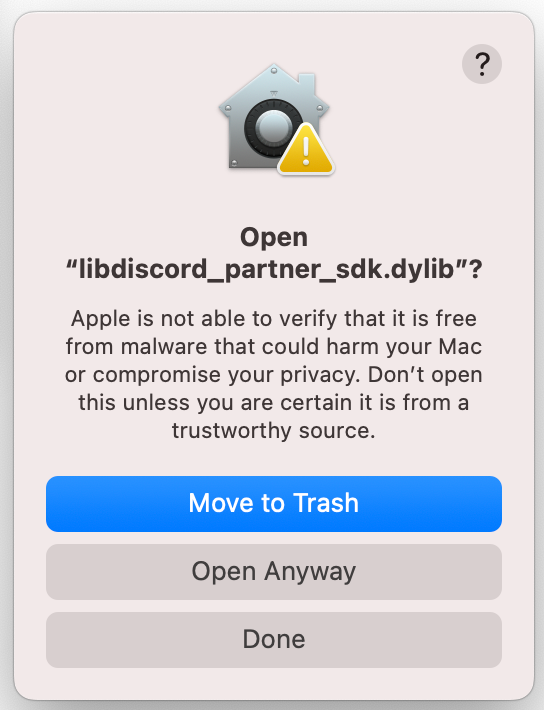 ?
Open
“libdiscord_partner_sdk.dylib”?
Apple is not able to verify that it is free
from malware that could harm your Mac
or compromise your privacy. Don’t open
this unless you are certain it is from a
trustworthy source.
Move to Trash
Open Anyway
Done